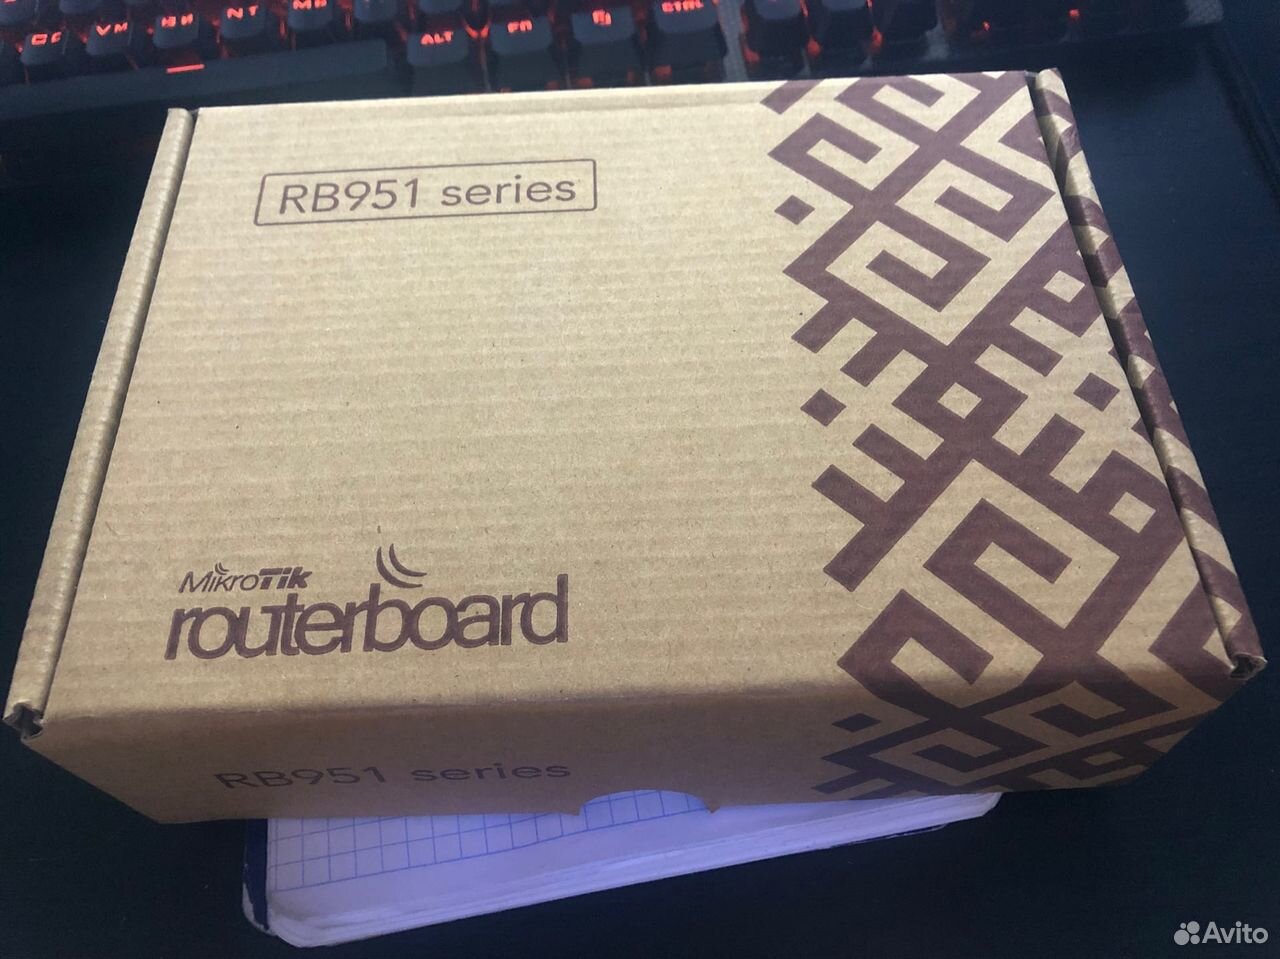 ALT
FN
CTRL
RB951 series
MikroTik
routerboard
RB951 series
Avito